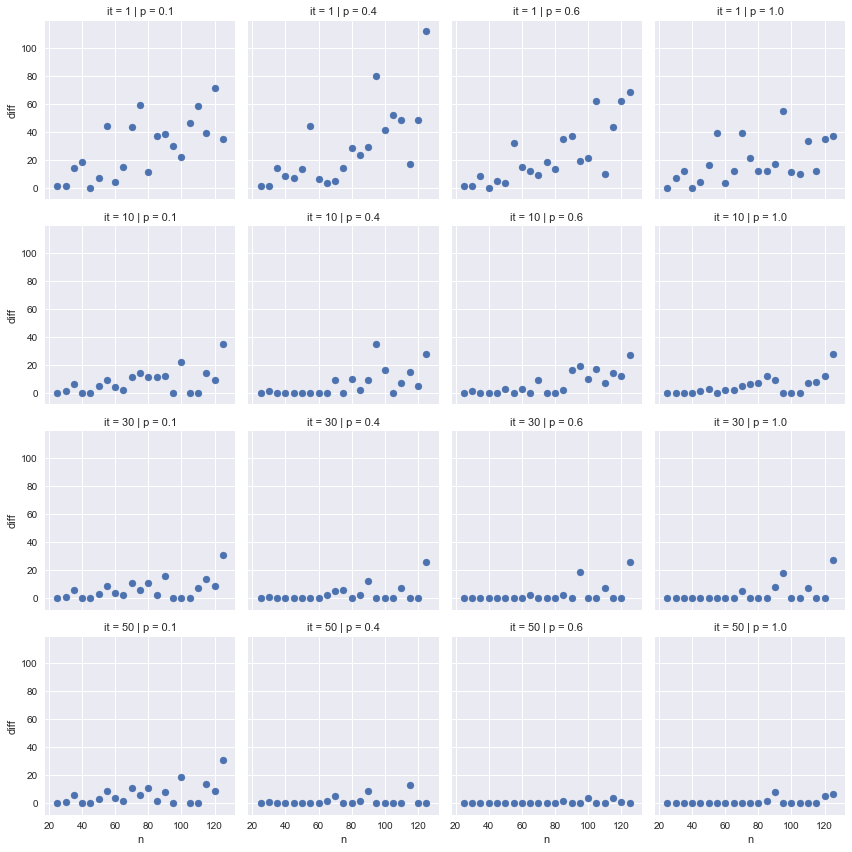 it = 1 | p = 0.1 it = 1 | p = 0.4 it = 1 | p = 0.6 it = 1 | p = 1.0
100
80
60
diff
40
20
0
it = 10 | p = 0.1 it = 10 | p = 0.4 it = 10 | p = 0.6 it = 10 | p = 1.0
100
80
60
diff
40
20
0
it = 30 | p = 0.1 it = 30 | p = 0.4 it = 30 | p = 0.6 it = 30 | p = 1.0
100
80
60
diff
40
20
0
it = 50 | p = 0.1 it = 50 | p = 0.4 it = 50 | p = 0.6 it = 50 | p = 1.0
100
80
60
diff
40
20
0
20 40 60 80 100 120 20 40 60 80 100 120 20 40 60 80 100 120 20 40 60 80 100 120
n n n n